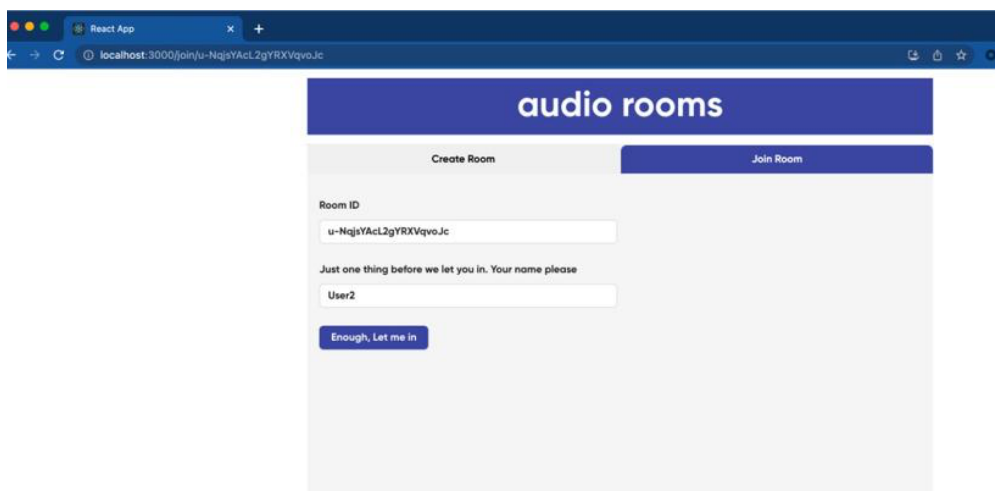 React App
localhost:3000/join/u-NqjsYAcL2gYRXVqvoJc
audio rooms
Create Room
Join Room
Room ID
u-NqjsYAcL2gYRXVqvoJc
Just one thing before we let you in. Your name please
User2
Enough, Let me in